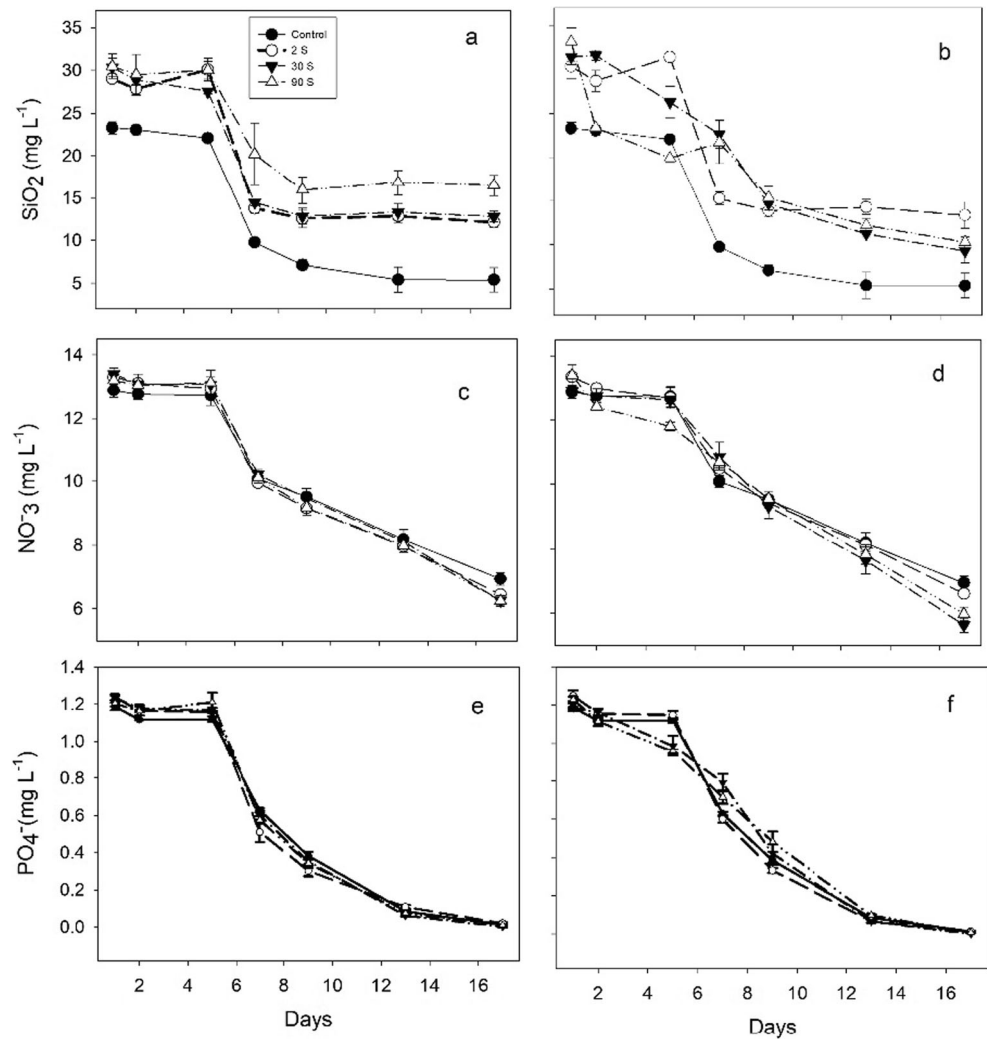 35
30
25
20
15
10
5
SiO2 (mg L-1)
Control
2 S
30 S
90 S
a
b
14
12
10
8
6
NO-3 (mg L-1)
c
d
1.4
1.2
1.0
0.8
0.6
0.4
0.2
0.0
PO4-(mg L-1)
e
f
2 4 6 8 10 12 14 16
Days
2 4 6 8 10 12 14 16
Days